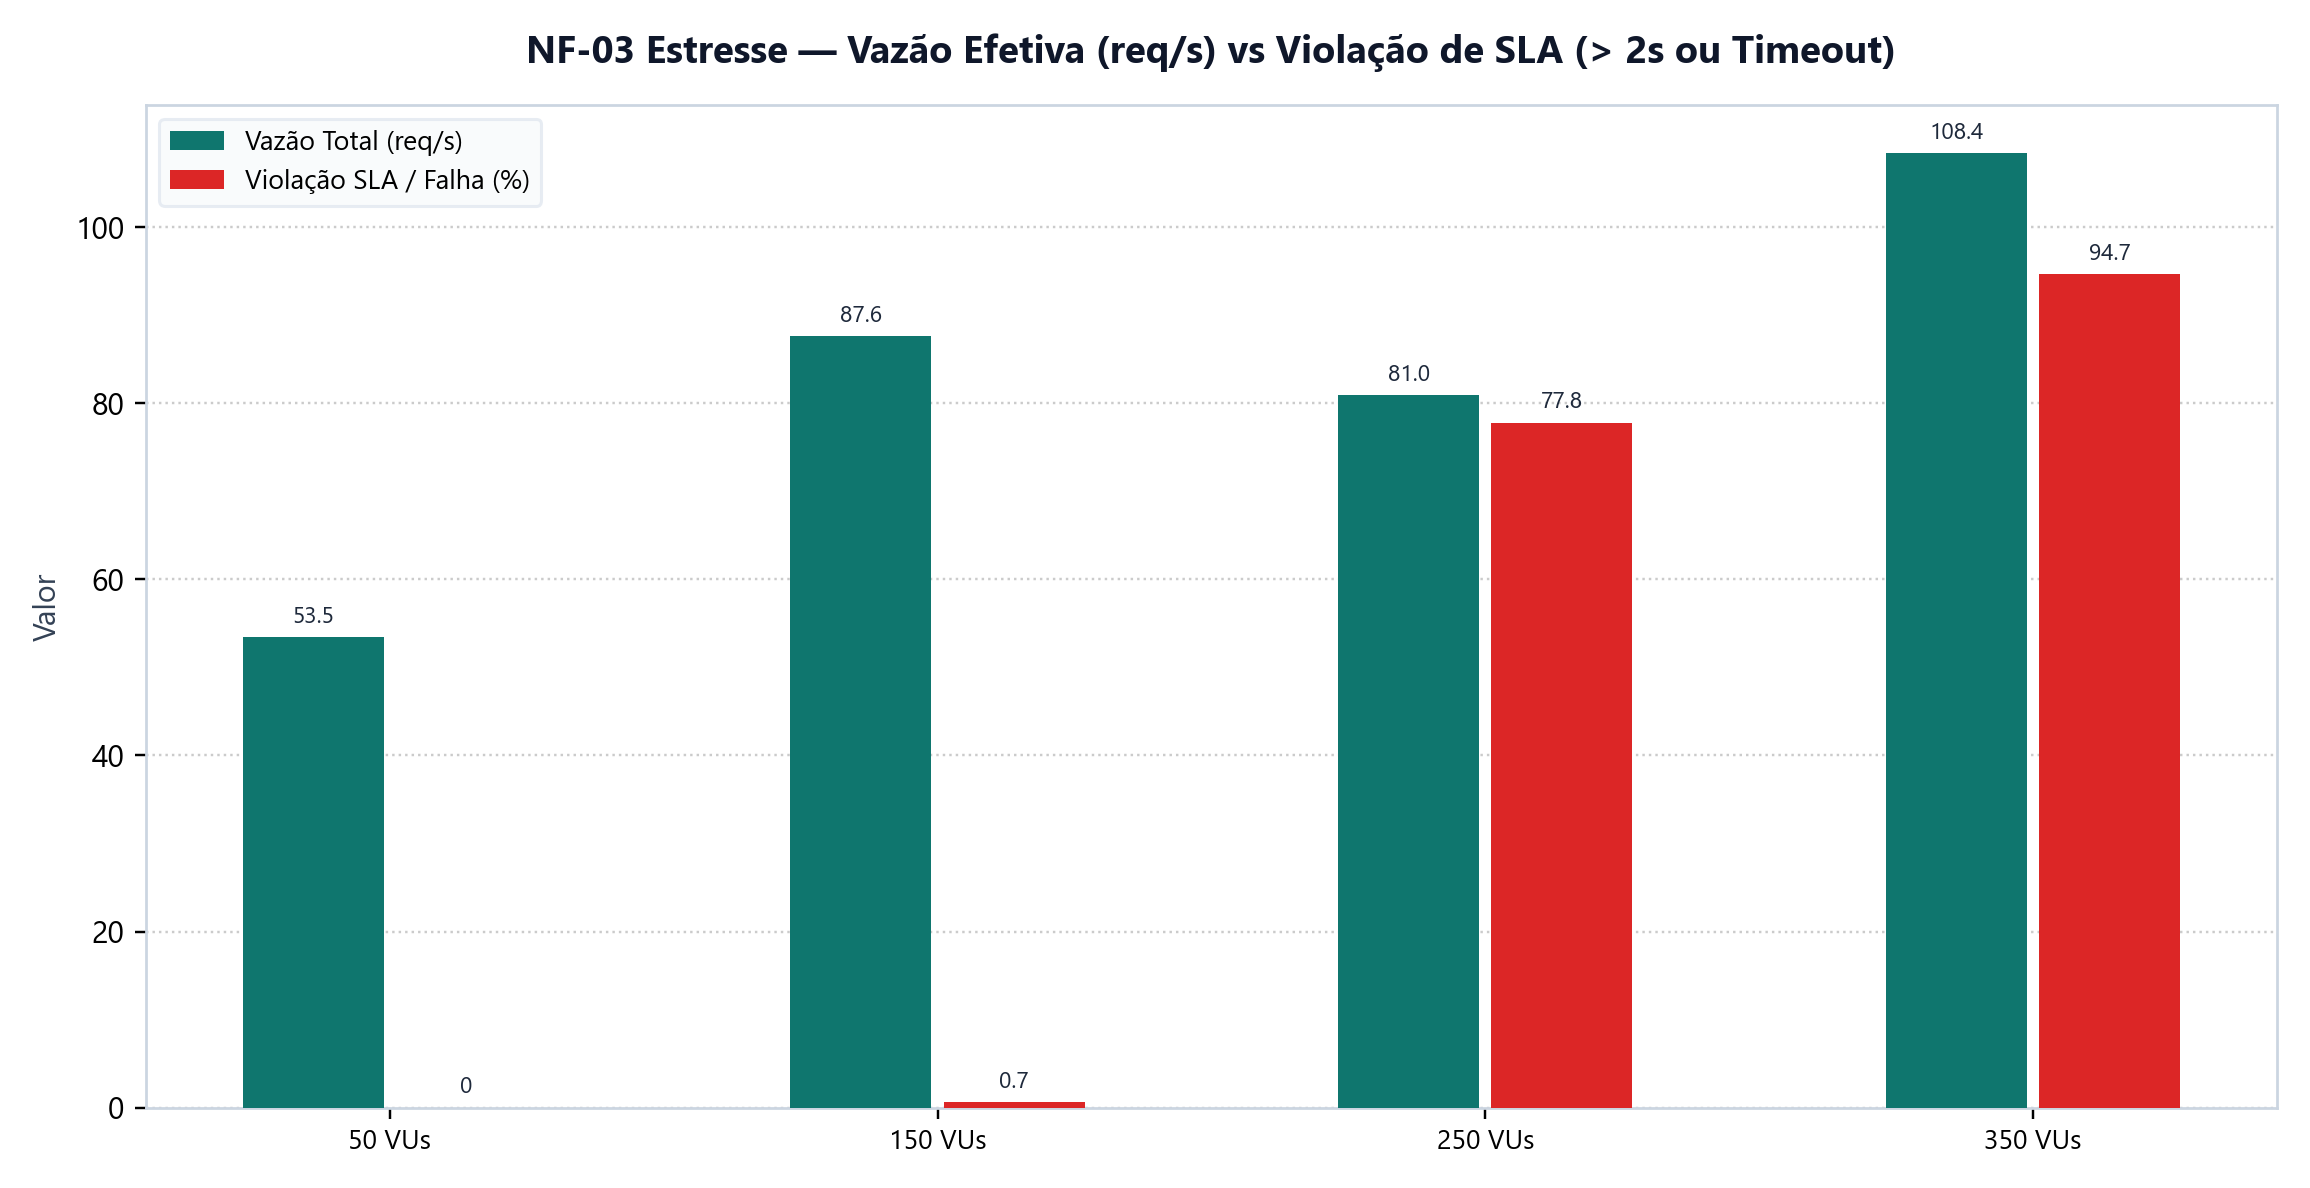 NF-03 Estresse — Vazão Efetiva (req/s) vs Violação de SLA (> 2s ou Timeout)
Vazão Total (req/s)
Violação SLA / Falha (%)
Valor
100
80
60
40
20
0
53.5
0
87.6
0.7
81.0
77.8
108.4
94.7
50 VUs
150 VUs
250 VUs
350 VUs